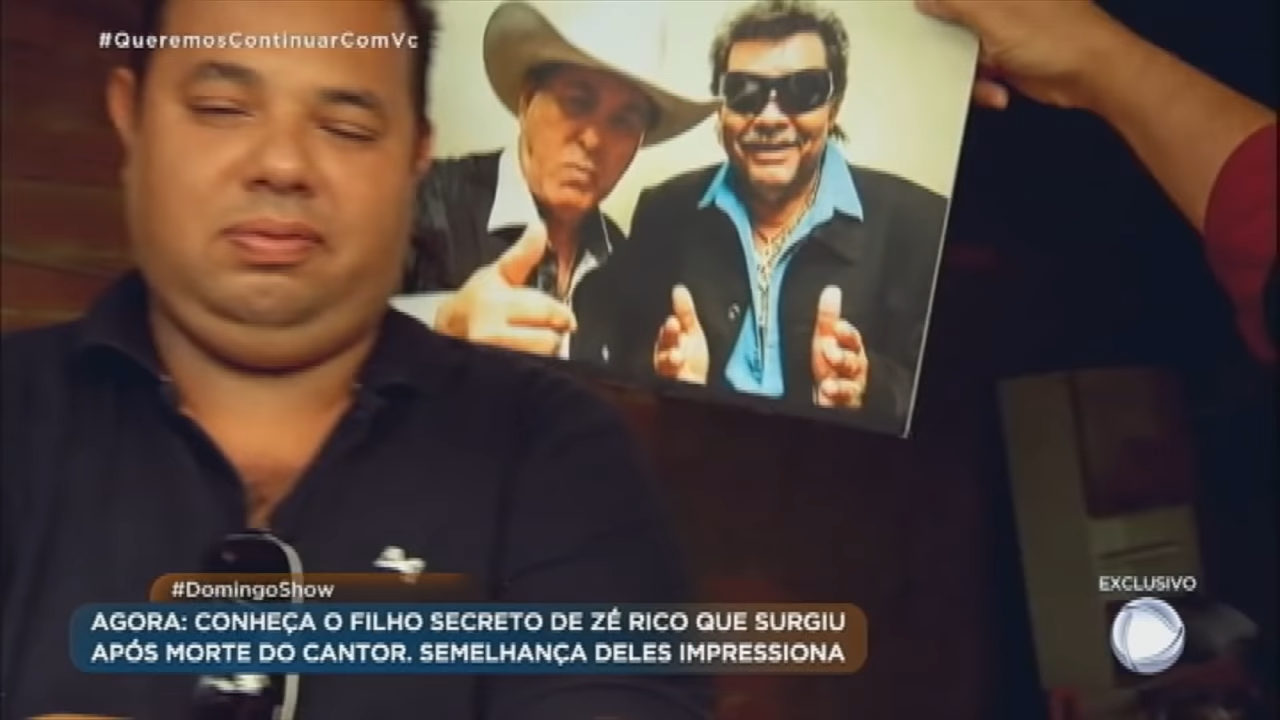 #QueremosContinuarComVc
#DomingoShow
AGORA: CONHEÇA O FILHO SECRETO DE ZÉ RICO QUE SURGIU
APÓS MORTE DO CANTOR. SEMELHANÇA DELES IMPRESSIONA
EXCLUSIVO